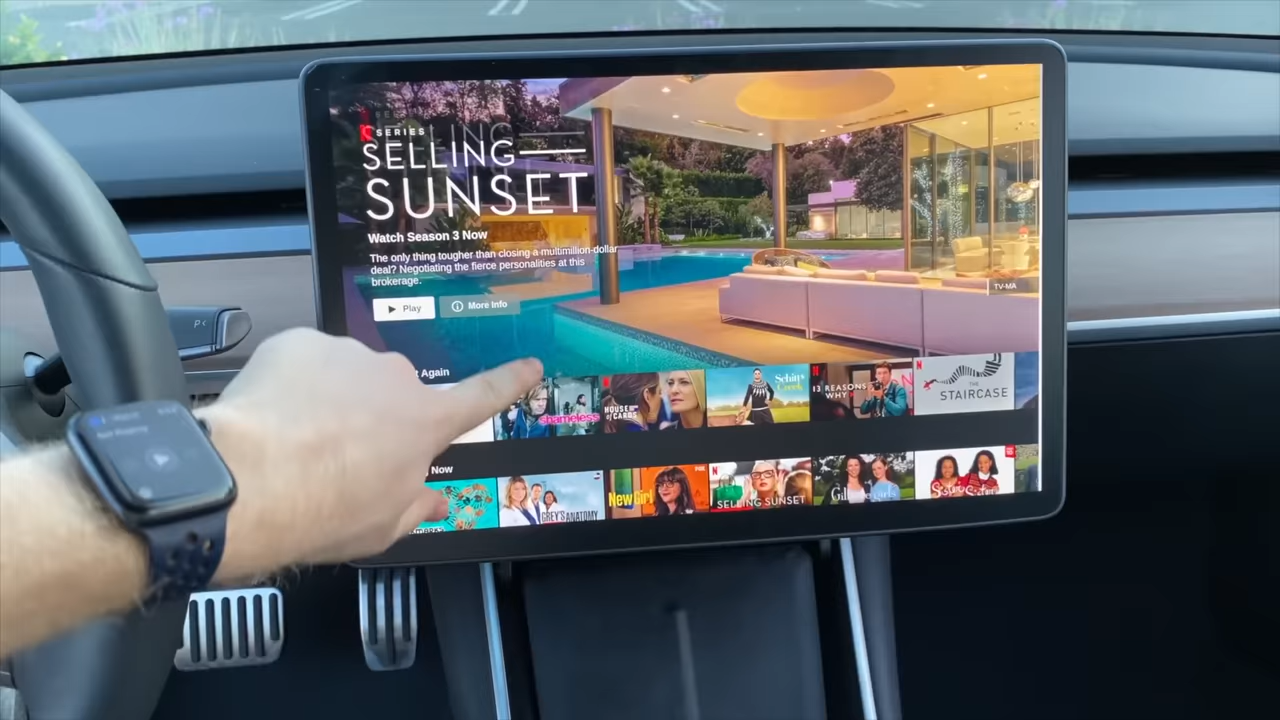 SERIES
SELLING
SUNSET
Watch Season 3 Now
The only thing tougher than closing a multimillion-dollar
deal? Negotiating the fierce personalities at this
brokerage.
Play
More Info
TV-MA
Again
shameless
HOUSE of CARDS
Schitt's Creek
13 REASONS WHY
THE STAIRCASE
Now
GREY'S ANATOMY
New Girl
SELLING SUNSET
Gilmore girls
Sister Sister
P<